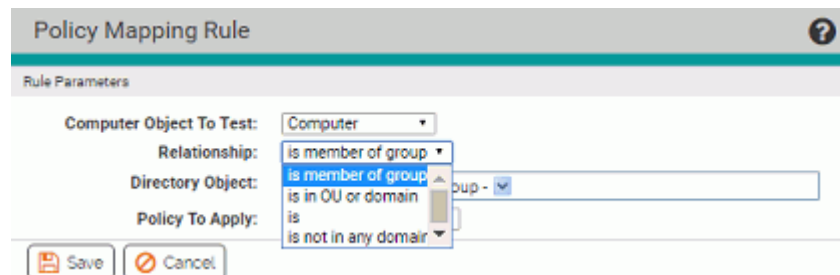 Policy Mapping Rule
Rule Parameters
Computer Object To Test: Computer
Relationship: is member of group
is member of group
Directory Object: oup -
is in OU or domain
is
Policy To Apply:
is not in any domain
Save Cancel